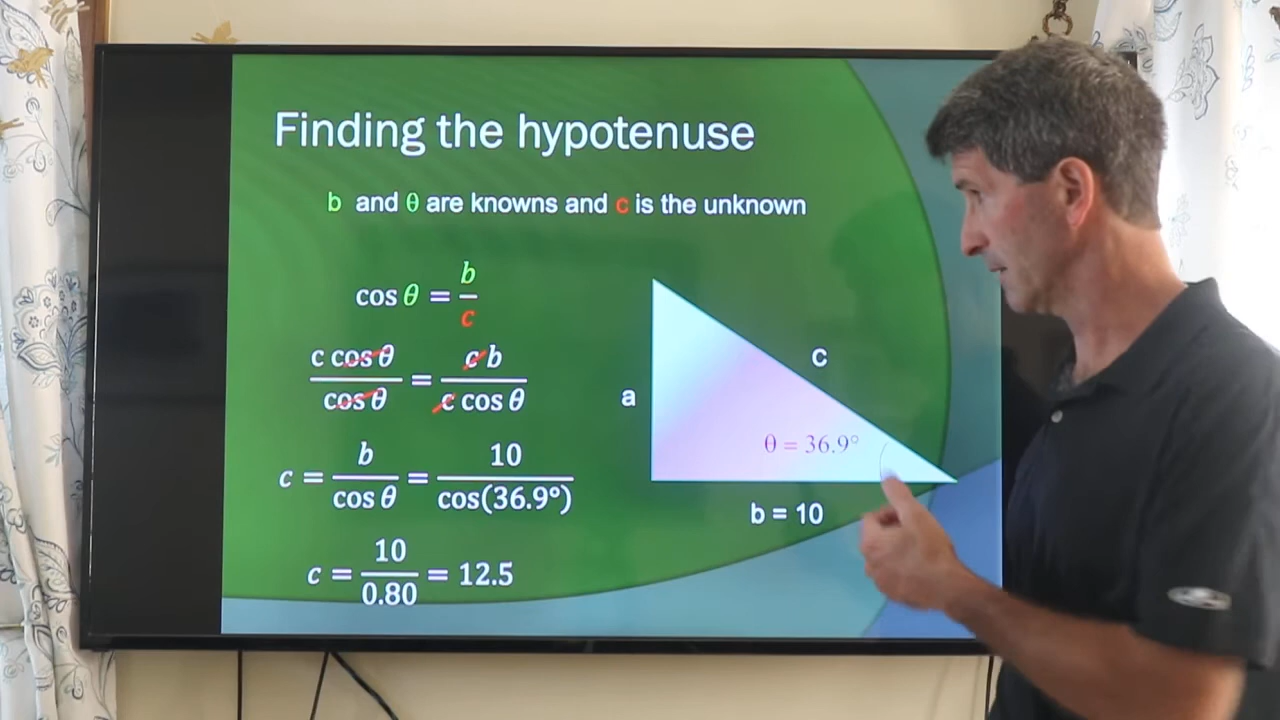 Finding the hypotenuse
b and θ are knowns and c is the unknown
cos θ = b/c
c cos θ / cos θ = c b / c cos θ
c = b / cos θ = 10 / cos(36.9°)
c = 10 / 0.80 = 12.5
c
a
θ = 36.9°
b = 10